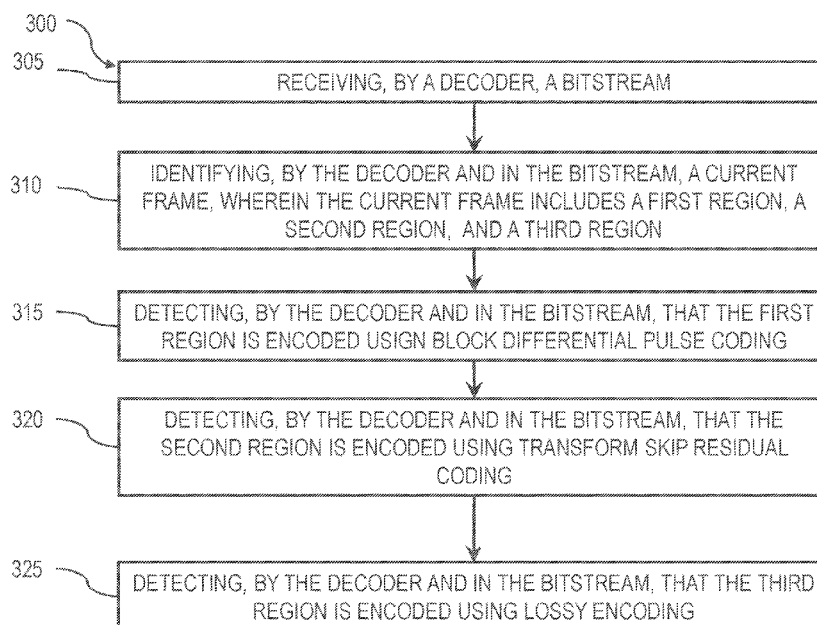 300
305
RECEIVING, BY A DECODER, A BITSTREAM
310
IDENTIFYING, BY THE DECODER AND IN THE BITSTREAM, A CURRENT
FRAME, WHEREIN THE CURRENT FRAME INCLUDES A FIRST REGION, A
SECOND REGION, AND A THIRD REGION
315
DETECTING, BY THE DECODER AND IN THE BITSTREAM, THAT THE FIRST
REGION IS ENCODED USIGN BLOCK DIFFERENTIAL PULSE CODING
320
DETECTING, BY THE DECODER AND IN THE BITSTREAM, THAT THE
SECOND REGION IS ENCODED USING TRANSFORM SKIP RESIDUAL
CODING
325
DETECTING, BY THE DECODER AND IN THE BITSTREAM, THAT THE THIRD
REGION IS ENCODED USING LOSSY ENCODING